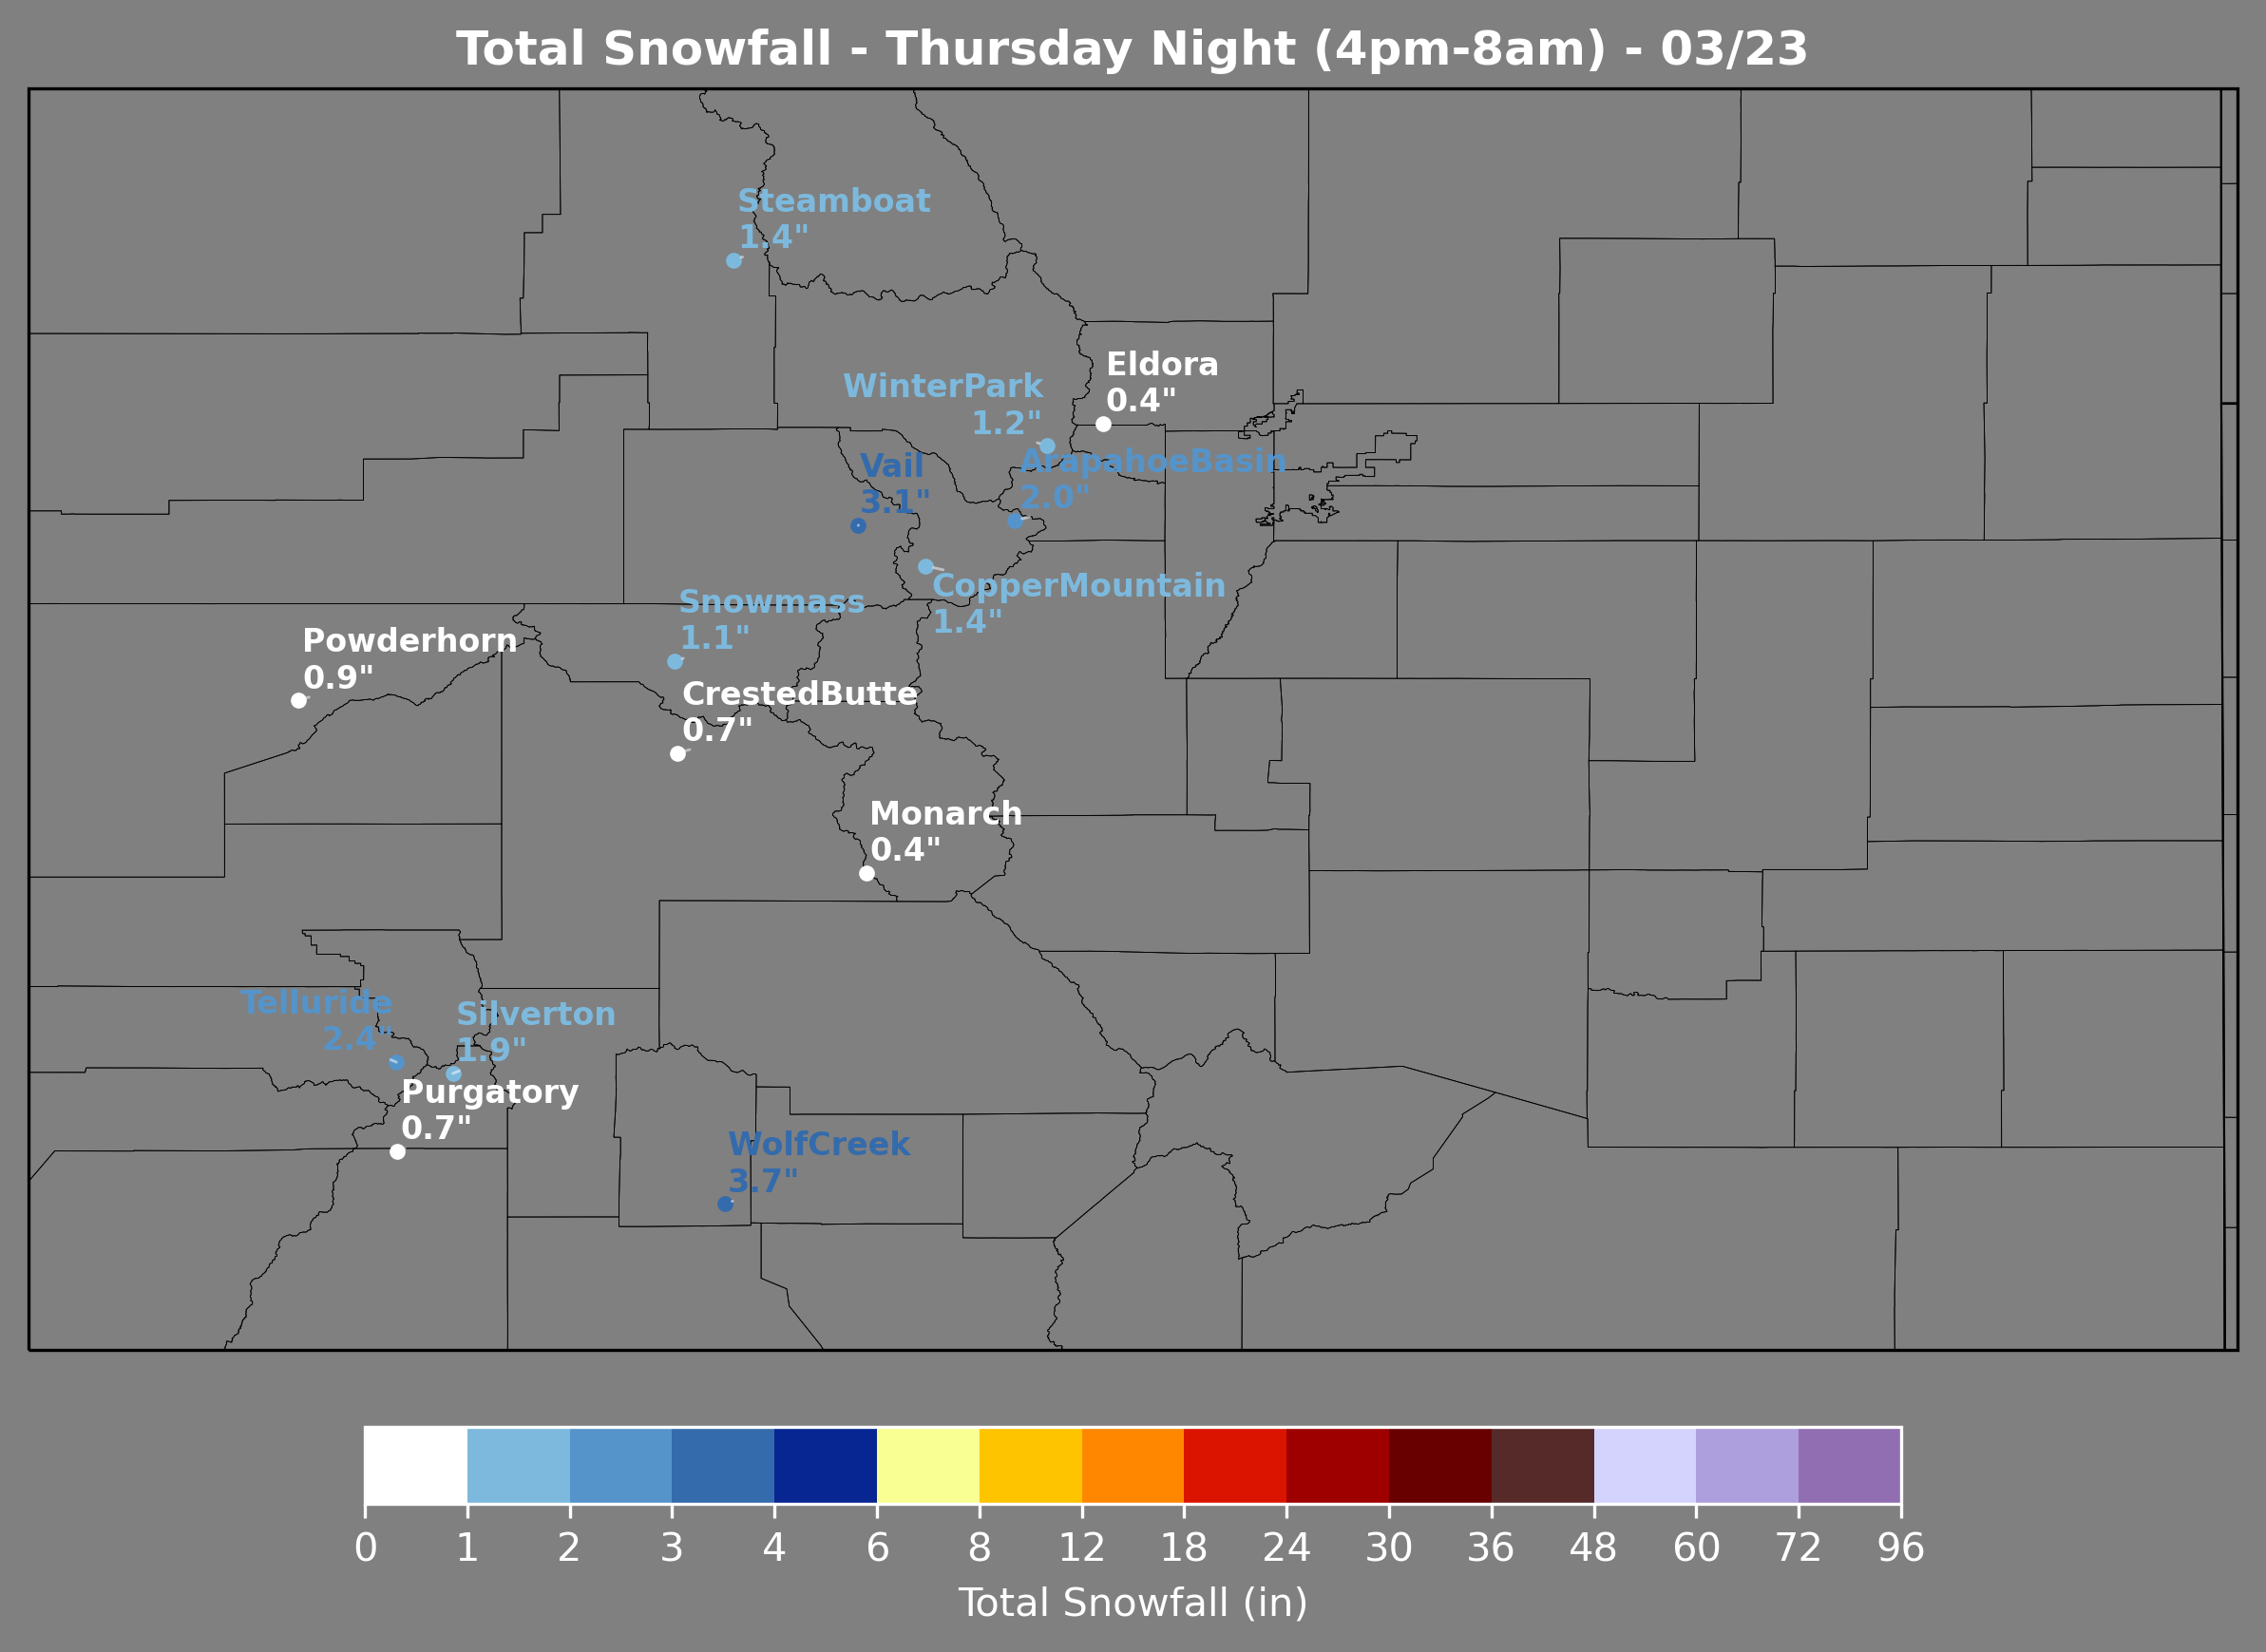 Total Snowfall - Thursday Night (4pm-8am) - 03/23
Steamboat
1.4"
Eldora
0.4"
WinterPark
1.2"
Vail
3.1"
ArapahoeBasin
2.0"
CopperMountain
1.4"
Snowmass
1.1"
Powderhorn
0.9"
CrestedButte
0.7"
Monarch
0.4"
Telluride
2.4"
Silverton
1.9"
Purgatory
0.7"
WolfCreek
3.7"
0 1 2 3 4 6 8 12 18 24 30 36 48 60 72 96
Total Snowfall (in)